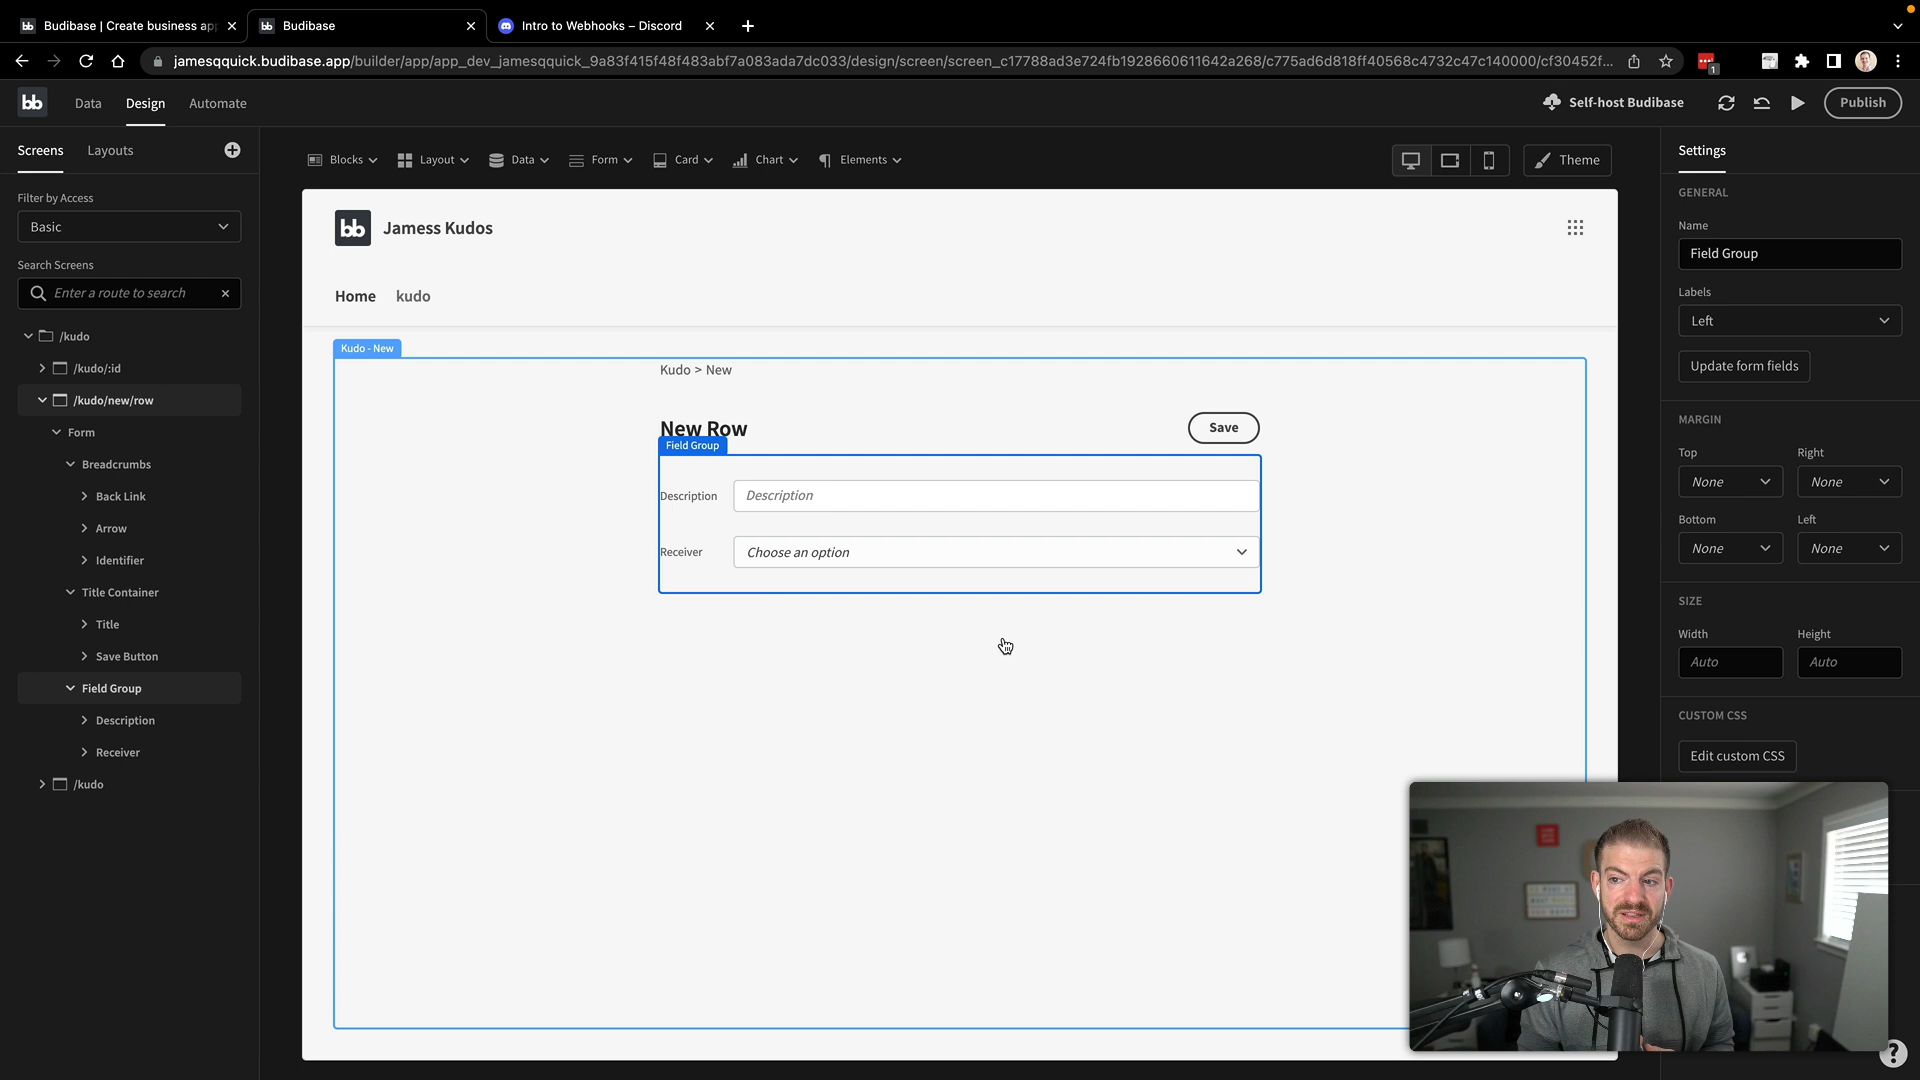 Budibase | Create business ap
Budibase
Intro to Webhooks – Discord
jamesqquick.budibase.app/builder/app/app_dev_jamesqquick_9a83f415f48f483abf7a083ada7dc033/design/screen/screen_c17788ad3e724fb1928660611642a268/c775ad6d818ff40568c4732c47c140000/cf30452f...
1
bb
Data
Design
Automate
Self-host Budibase
Publish
Screens
Layouts
Blocks
Layout
Data
Form
Card
Chart
Elements
Theme
Settings
Filter by Access
Basic
Search Screens
Enter a route to search
/kudo
/kudo/:id
/kudo/new/row
Form
Breadcrumbs
Back Link
Arrow
Identifier
Title Container
Title
Save Button
Field Group
Description
Receiver
/kudo
bb
Jamess Kudos
Home
kudo
Kudo - New
Kudo > New
New Row
Save
Field Group
Description
Description
Receiver
Choose an option
GENERAL
Name
Field Group
Labels
Left
Update form fields
MARGIN
Top
Right
None
None
Bottom
Left
None
None
SIZE
Width
Height
Auto
Auto
CUSTOM CSS
Edit custom CSS
?